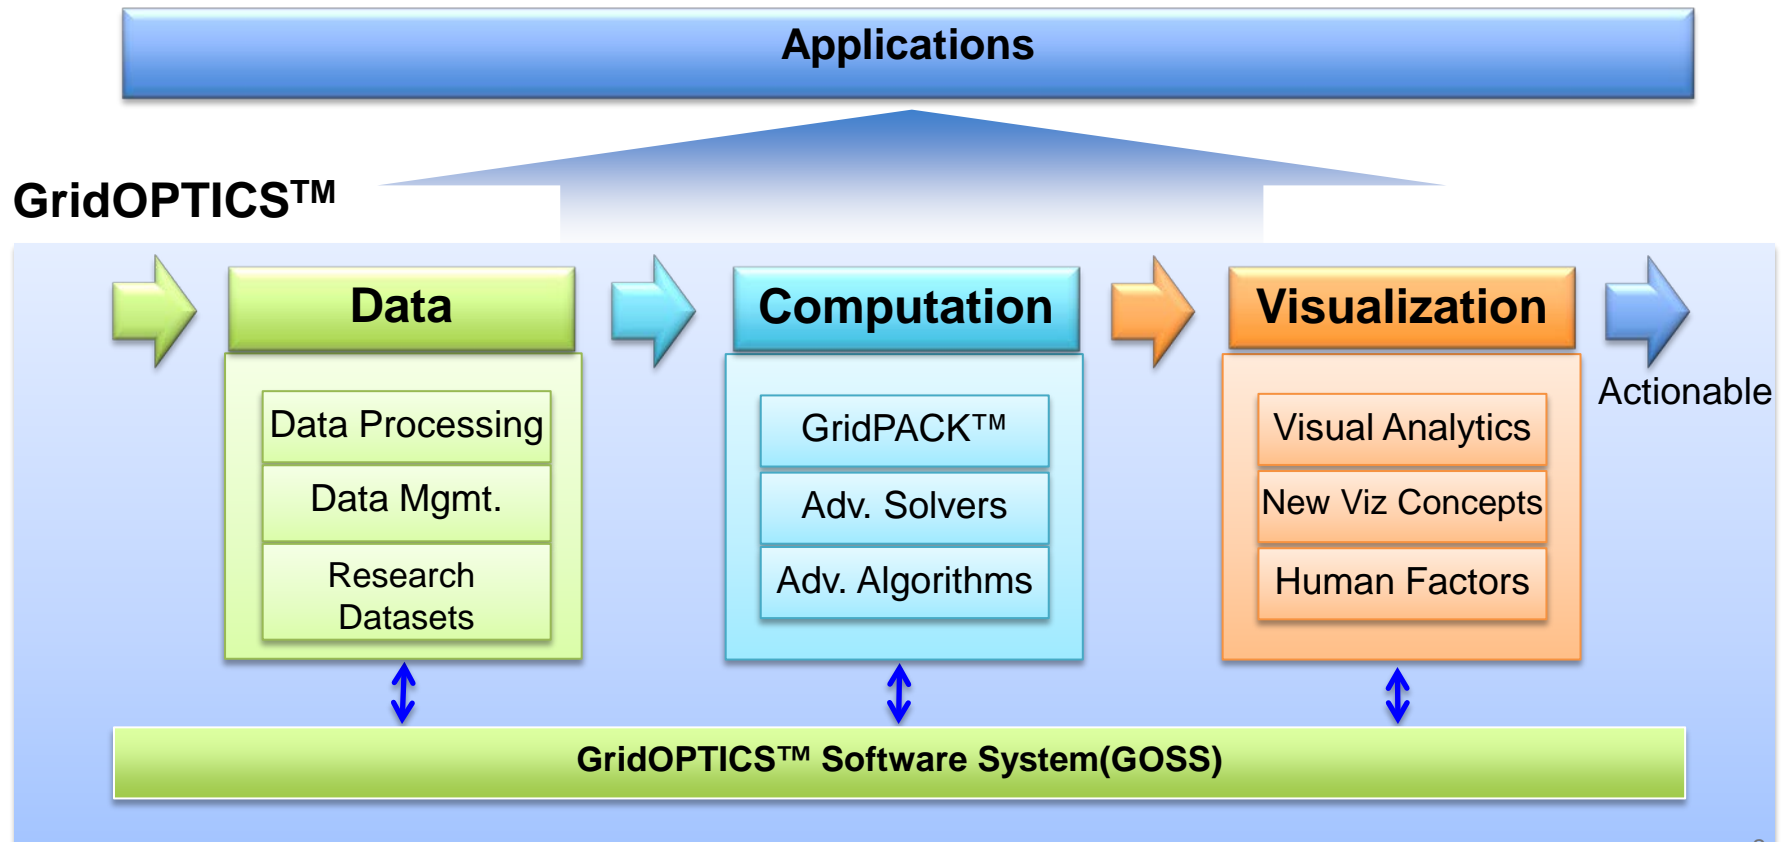 Applications
GridOPTICS™
Data
Computation
Visualization
Actionable
Data Processing
Data Mgmt.
Research
Datasets
GridPACK™
Adv. Solvers
Adv. Algorithms
Visual Analytics
New Viz Concepts
Human Factors
GridOPTICS™ Software System(GOSS)